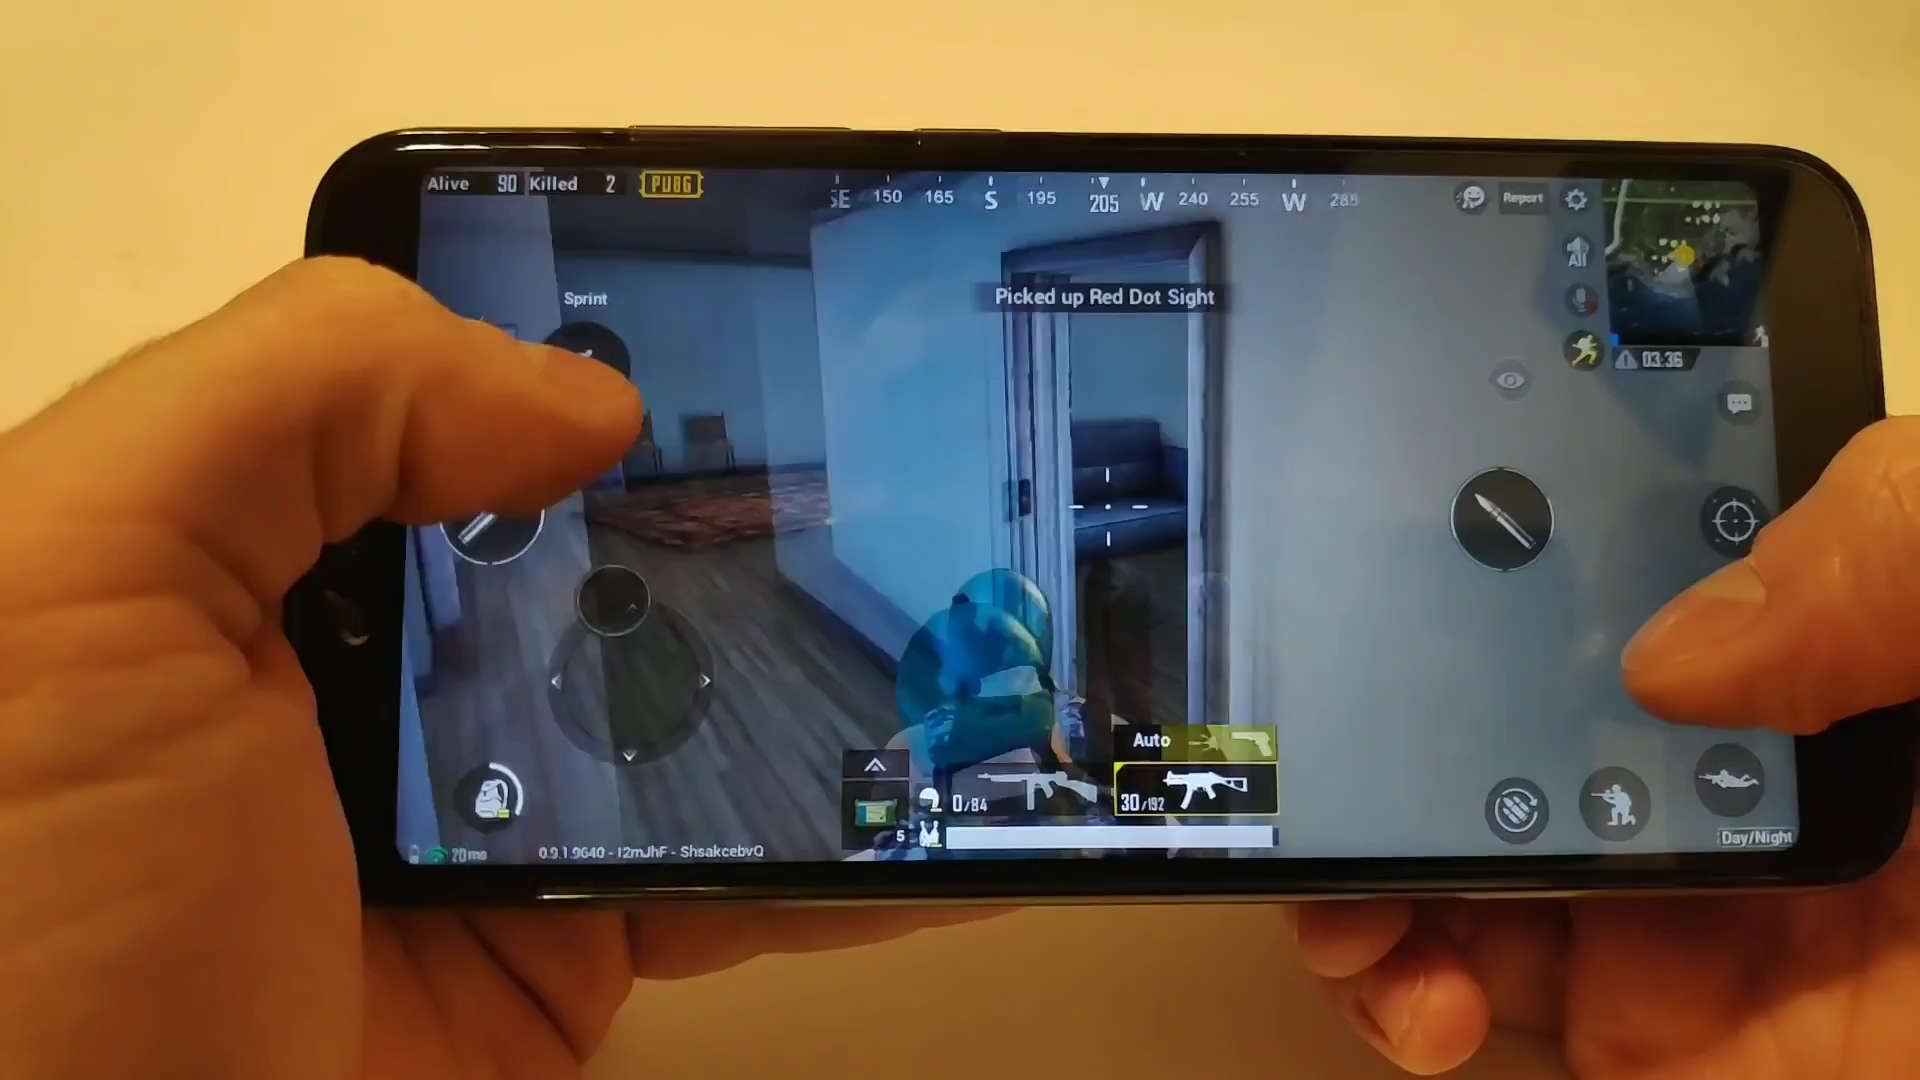 Alive 90 Killed 2 PUBG
SE 150 165 S 195 205 W 240 255 W 285
Report
All
Sprint
Picked up Red Dot Sight
03:36
Auto
0/84
30/192
5
20ms
0.9.1.9640 - I2mJhF - ShsakcebvQ
Day/Night